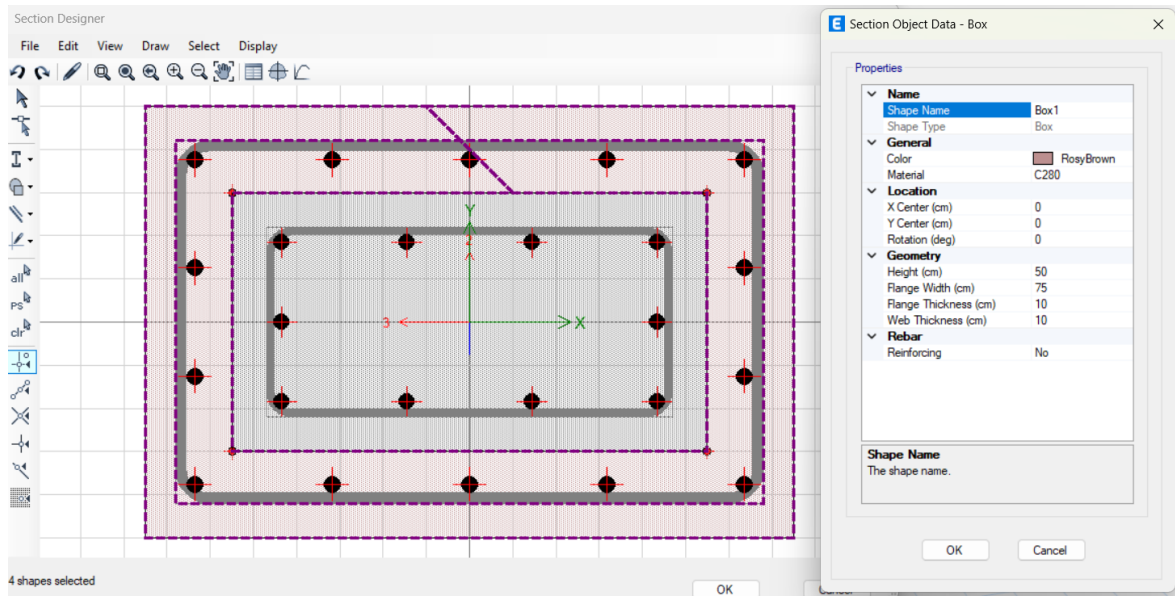 Section Designer
File Edit View Draw Select Display
all
PS
clr
Y
2
3
X
4 shapes selected
OK
Cancel
Section Object Data - Box
Properties
Name
Shape Name Box1
Shape Type Box
General
Color RosyBrown
Material C280
Location
X Center (cm) 0
Y Center (cm) 0
Rotation (deg) 0
Geometry
Height (cm) 50
Flange Width (cm) 75
Flange Thickness (cm) 10
Web Thickness (cm) 10
Rebar
Reinforcing No
Shape Name
The shape name.
OK Cancel